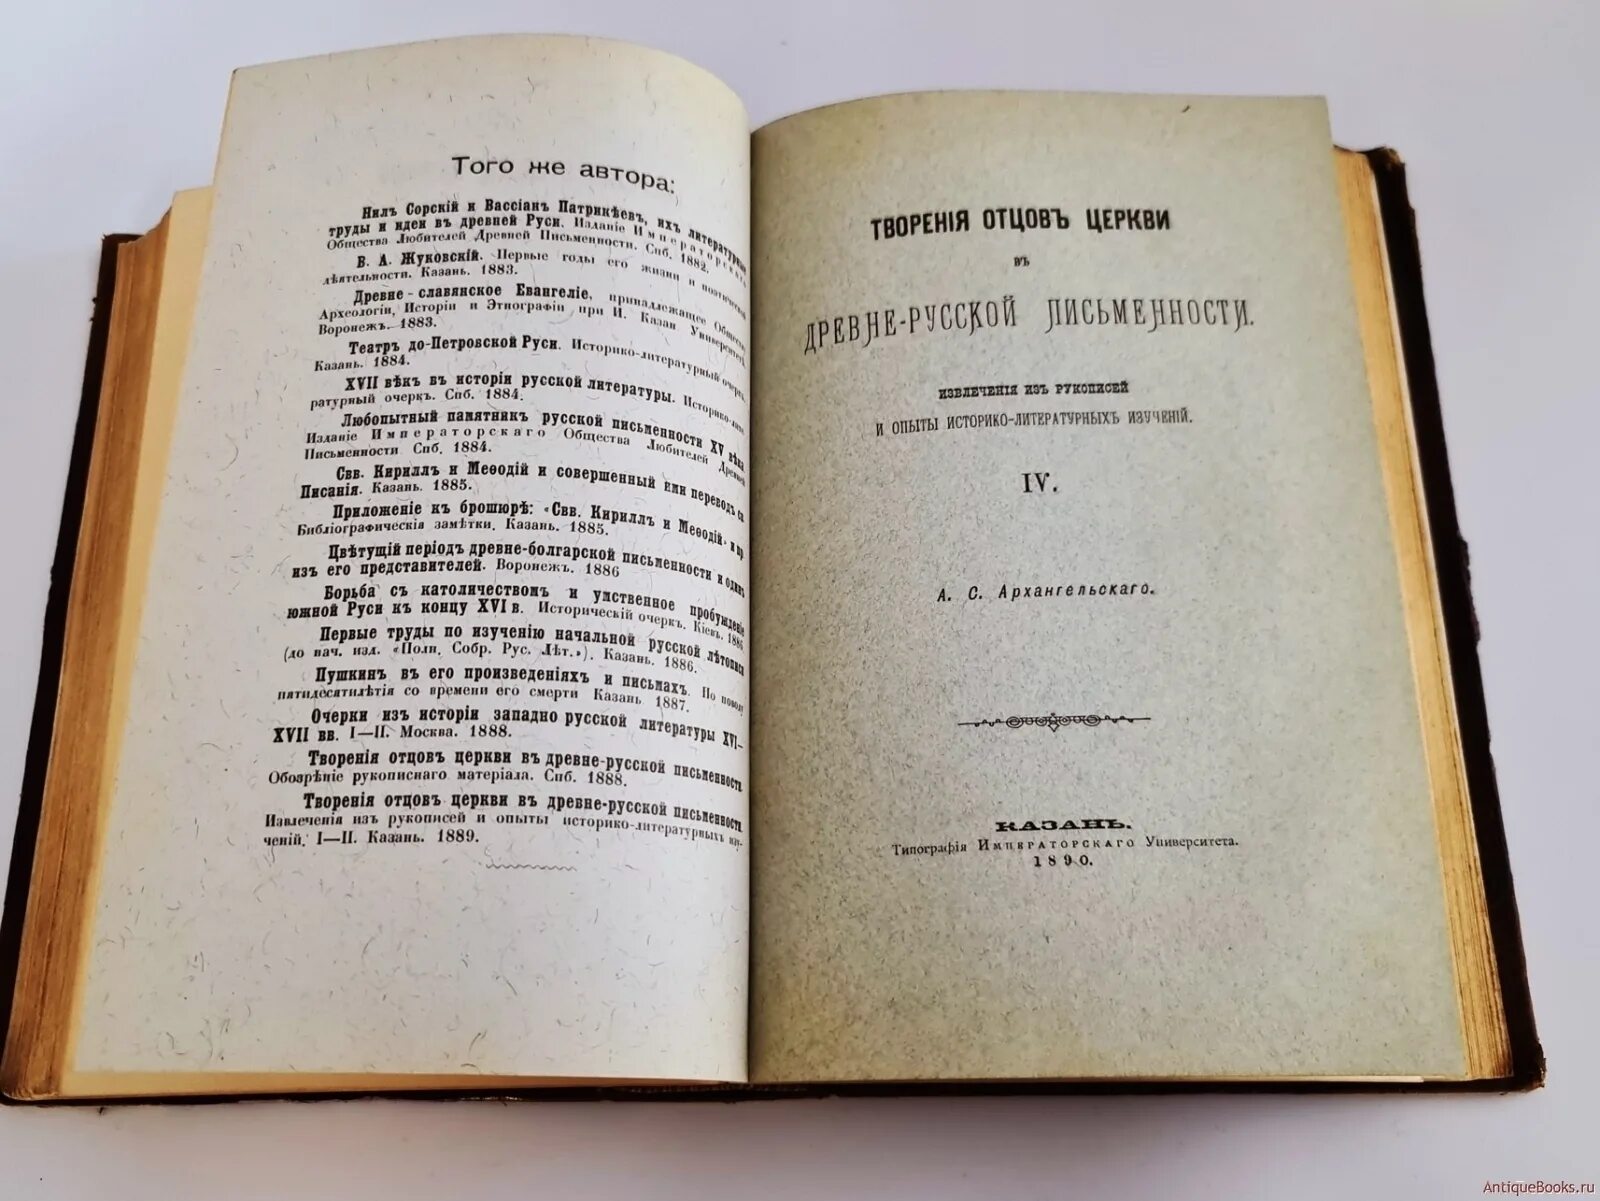 Того же автора:
Нилъ Сорскій и Вассіанъ Патрикѣевъ, ихъ литературные
труды и идеи въ древней Руси. Изданіе Императорскаго
Общества Любителей Древней Письменности. Спб. 1882.
В. А. Жуковскій. Первые годы его жизни и поэтической
дѣятельности. Казань. 1883.
Древне-славянское Евангеліе, принадлежащее Обществу
Археологіи, Исторіи и Этнографіи при И. Казан Университетѣ.
Воронежъ. 1883.
Театръ до-Петровской Руси. Историко-литературный очеркъ.
Казань. 1884.
XVII вѣкъ въ исторіи русской литературы. Историко-лите-
ратурный очеркъ. Спб. 1884.
Любопытный памятникъ русской письменности XV вѣка.
Изданіе Императорскаго Общества Любителей Древней
Письменности Спб. 1884.
Свв. Кириллъ и Меѳодій и совершенный ими переводъ св
Писанія. Казань. 1885.
Приложеніе къ брошюрѣ: «Свв. Кириллъ и Меѳодій» и пр
Библіографическія замѣтки. Казань. 1885.
Цвѣтущій періодъ древне-болгарской письменности и одинъ
изъ его представителей. Воронежъ. 1886
Борьба съ католичествомъ и умственное пробужденіе
южной Руси къ концу XVI в. Историческій очеркъ. Кіевъ. 1886.
Первые труды по изученію начальной русской лѣтописи
(до нач. изд. «Полн. Собр. Рус. Лѣт.»). Казань. 1886.
Пушкинъ въ его произведеніяхъ и письмахъ. По поводу
пятидесятилѣтія со времени его смерти Казань 1887.
Очерки изъ исторіи западно русской литературы XVI—
XVII вв. I—II. Москва. 1888.
Творенія отцовъ церкви въ древне-русской письменности.
Обозрѣніе рукописнаго матеріала. Спб. 1888.
Творенія отцовъ церкви въ древне-русской письменности.
Извлеченія изъ рукописей и опыты историко-литературныхъ изу-
ченій. I—II. Казань. 1889.
ТВОРЕНІЯ ОТЦОВЪ ЦЕРКВИ
ВЪ
ДРЕВНЕ-РУССКОЙ ПИСЬМЕННОСТИ.
ИЗВЛЕЧЕНІЯ ИЗЪ РУКОПИСЕЙ
И ОПЫТЫ ИСТОРИКО-ЛИТЕРАТУРНЫХЪ ИЗУЧЕНІЙ.
IV.
А. С. Архангельскаго.
КАЗАНЬ.
Типографія Императорскаго Университета.
1890.
AntiqueBooks.ru